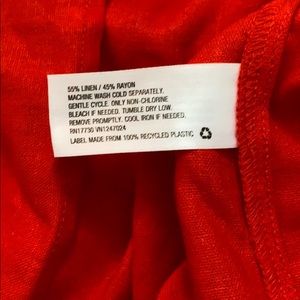 55% LINEN / 45% RAYON
MACHINE WASH COLD SEPARATELY.
GENTLE CYCLE. ONLY NON-CHLORINE
BLEACH IF NEEDED. TUMBLE DRY LOW.
REMOVE PROMPTLY. COOL IRON IF NEEDED.
RN17730 VN1247024
LABEL MADE FROM 100% RECYCLED PLASTIC